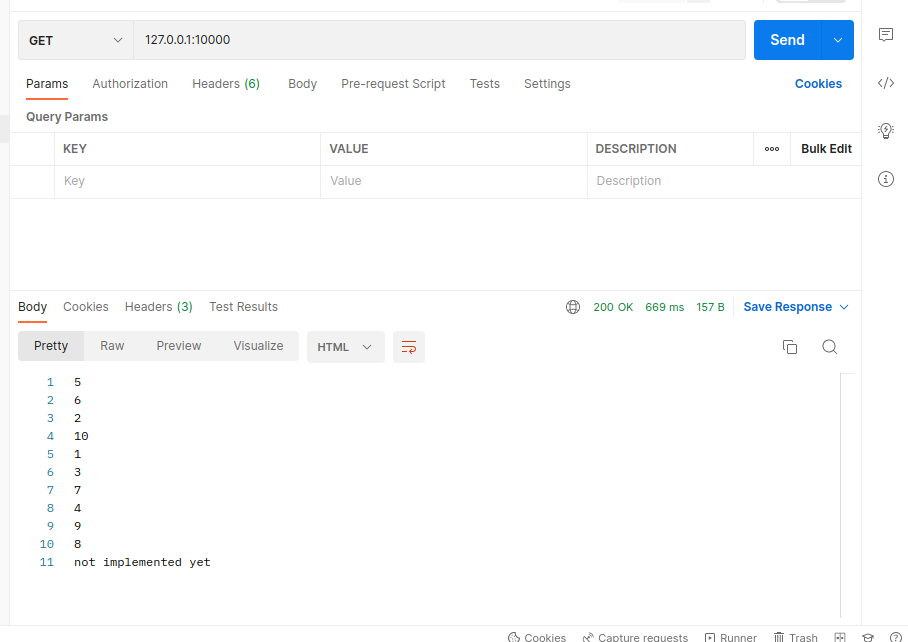 GET 127.0.0.1:10000 Send
Params Authorization Headers (6) Body Pre-request Script Tests Settings Cookies
Query Params
KEY VALUE DESCRIPTION ooo Bulk Edit
Key Value Description
Body Cookies Headers (3) Test Results 200 OK 669 ms 157 B Save Response
Pretty Raw Preview Visualize HTML
1 5
2 6
3 2
4 10
5 1
6 3
7 7
8 4
9 9
10 8
11 not implemented yet
Cookies Capture requests Runner Trash